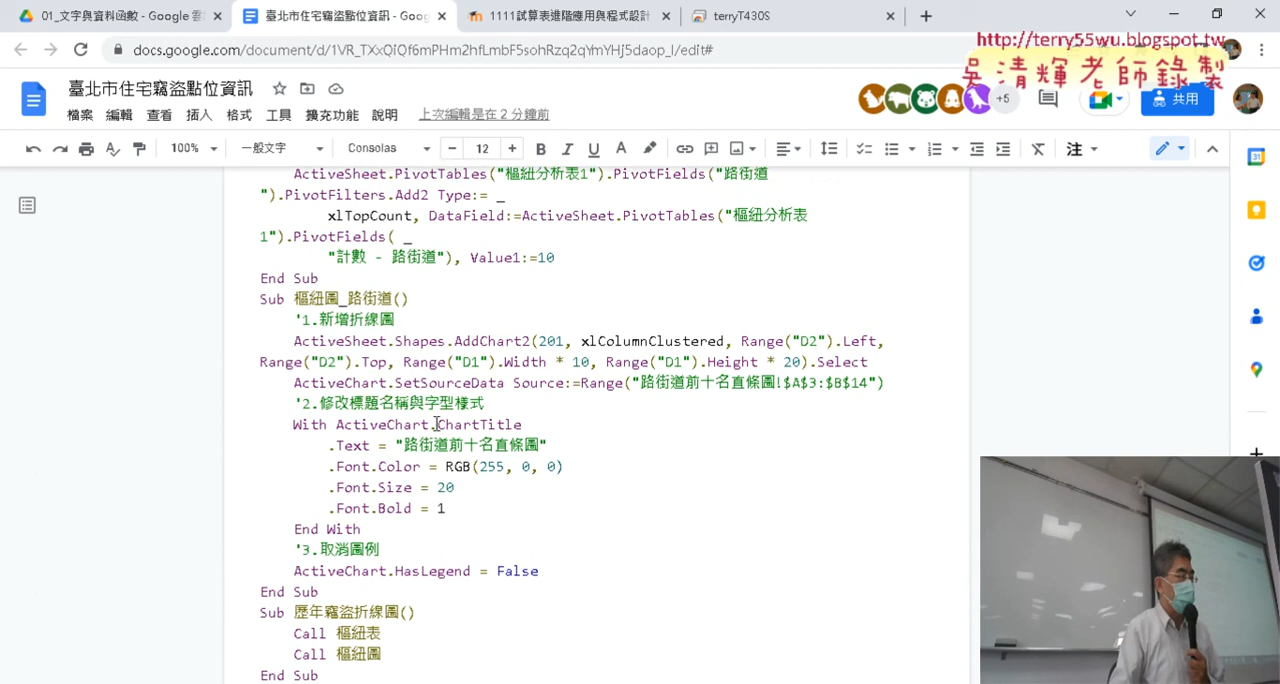 01_文字與資料函數 - Google 雲
臺北市住宅竊盜點位資訊 - Goog
1111試算表進階應用與程式設計
terryT430S
docs.google.com/document/d/1VR_TXxQiQf6mPHm2hfLmbF5sohRzq2qYmYHj5daop_I/edit#
http://terry55wu.blogspot.tw
吳清輝老師錄製
臺北市住宅竊盜點位資訊
檔案 編輯 查看 插入 格式 工具 擴充功能 說明 上次編輯是在 2 分鐘前
+5
共用
100% 一般文字 Consolas 12 B I U A 注
ActiveSheet.PivotTables("樞紐分析表1").PivotFields("路街道
").PivotFilters.Add2 Type:= _
xlTopCount, DataField:=ActiveSheet.PivotTables("樞紐分析表
1").PivotFields( _
"計數 - 路街道"), Value1:=10
End Sub
Sub 樞紐圖_路街道()
'1.新增折線圖
ActiveSheet.Shapes.AddChart2(201, xlColumnClustered, Range("D2").Left,
Range("D2").Top, Range("D1").Width * 10, Range("D1").Height * 20).Select
ActiveChart.SetSourceData Source:=Range("路街道前十名直條圖!$A$3:$B$14")
'2.修改標題名稱與字型樣式
With ActiveChart.ChartTitle
.Text = "路街道前十名直條圖"
.Font.Color = RGB(255, 0, 0)
.Font.Size = 20
.Font.Bold = 1
End With
'3.取消圖例
ActiveChart.HasLegend = False
End Sub
Sub 歷年竊盜折線圖()
Call 樞紐表
Call 樞紐圖
End Sub